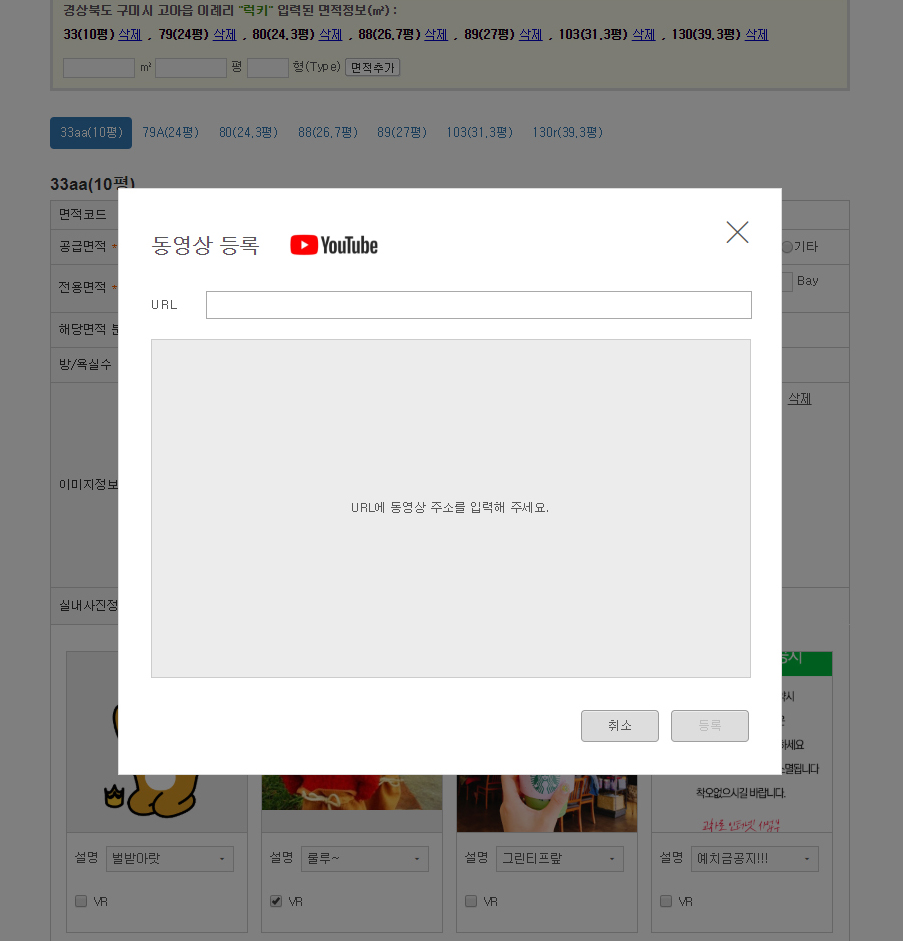 경상북도 구미시 고아읍 이례리 "럭키" 입력된 면적정보(㎡) :
33(10평) 삭제 , 79(24평) 삭제 , 80(24,3평) 삭제 , 88(26,7평) 삭제 , 89(27평) 삭제 , 103(31,3평) 삭제 , 130(39,3평) 삭제
㎡ 평 형(Type) 면적추가
33aa(10평) 79A(24평) 80(24,3평) 88(26,7평) 89(27평) 103(31,3평) 130r(39,3평)
33aa(10평)
면적코드
공급면적 * 기타
전용면적 * Bay
해당면적
방/욕실수
이미지정보 삭제
실내사진정
동영상 등록 YouTube
URL
URL에 동영상 주소를 입력해 주세요.
취소 등록
하세요
멸됩니다
착오없으시길 바랍니다.
설명 벌받아랏 설명 룰루~ 설명 그린티프랖 설명 예치금공지!!!
VR VR VR VR